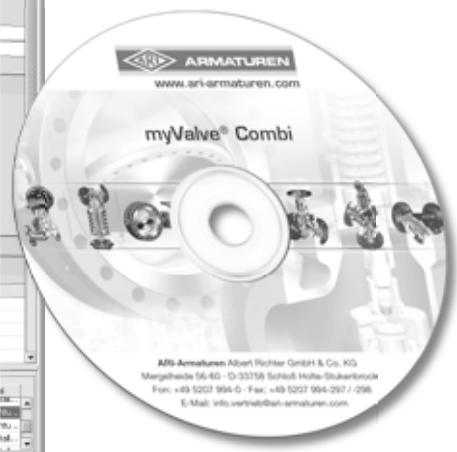 ARI ARMATUREN
www.ari-armaturen.com
myValve® Combi
ARI-Armaturen Albert Richter GmbH & Co. KG
Mergelheide 56-60 · D-33758 Schloß Holte-Stukenbrock
Fon: +49 5207 994-0 · Fax: +49 5207 994-297 / -298
E-Mail: info.vertrieb@ari-armaturen.com